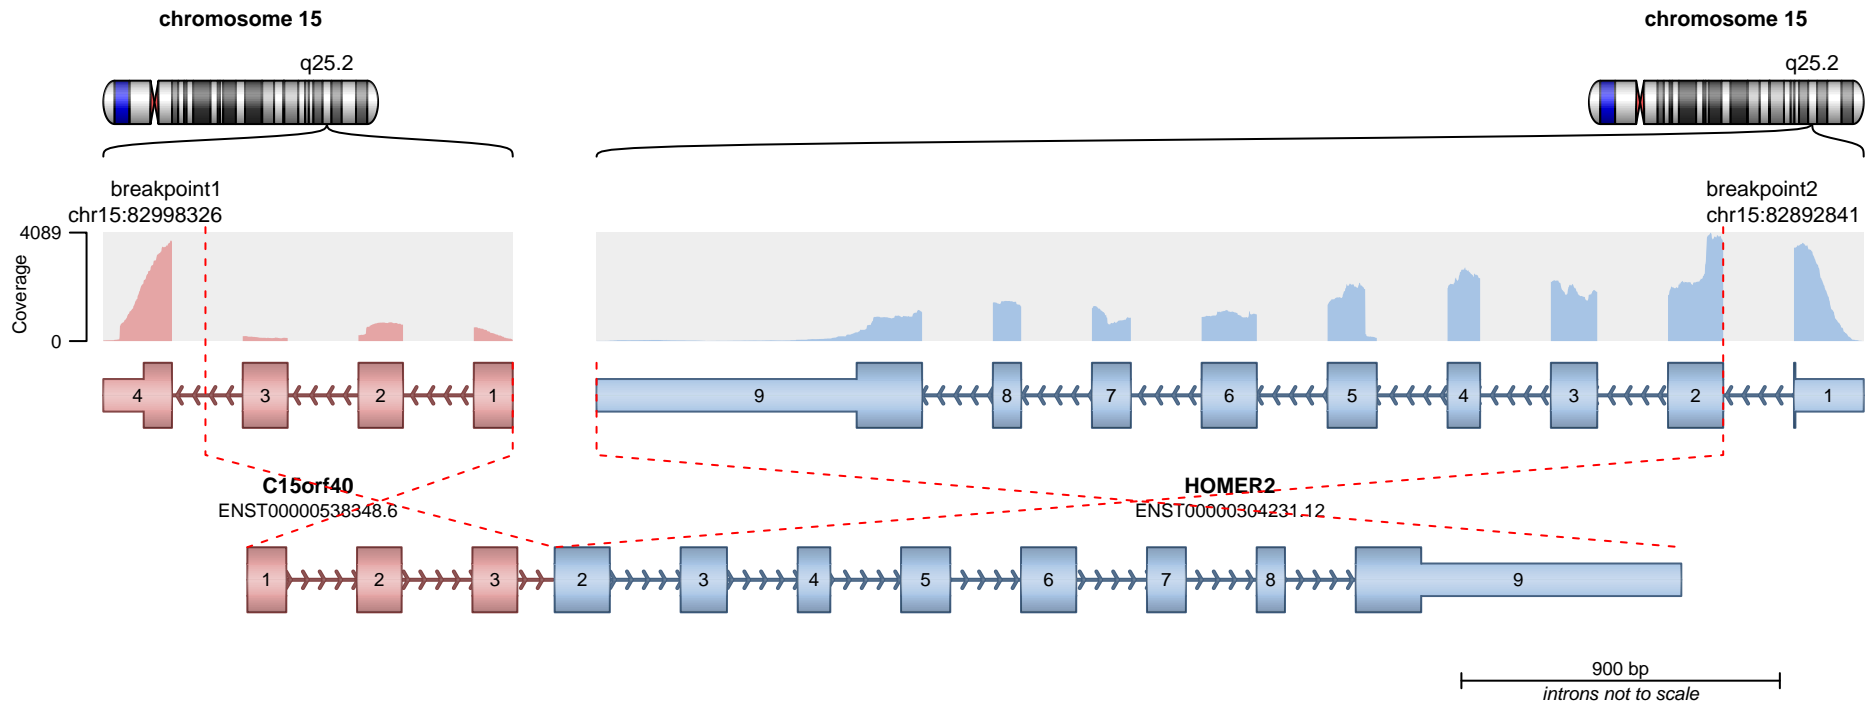 chromosome 15
chromosome 15
q25.2
q25.2
breakpoint1
chr15:82998326
breakpoint2
chr15:82892841
4089
Coverage
0
4 3 2 1
9 8 7 6 5 4 3 2 1
C15orf40
ENST00000538348.6
HOMER2
ENST00000304231.12
1 2 3 2 3 4 5 6 7 8 9
900 bp
introns not to scale